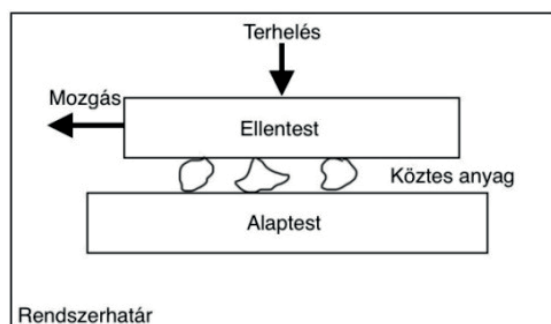 Terhelés
Mozgás
Ellentest
Köztes anyag
Alaptest
Rendszerhatár